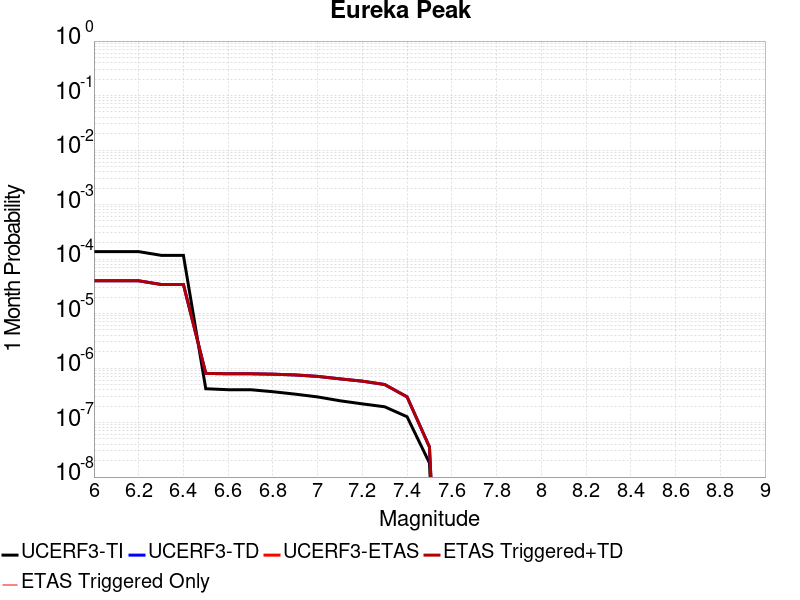 Eureka Peak
10^0
10^-1
10^-2
10^-3
10^-4
10^-5
10^-6
10^-7
10^-8
1 Month Probability
6 6.2 6.4 6.6 6.8 7 7.2 7.4 7.6 7.8 8 8.2 8.4 8.6 8.8 9
Magnitude
UCERF3-TI UCERF3-TD UCERF3-ETAS ETAS Triggered+TD
ETAS Triggered Only